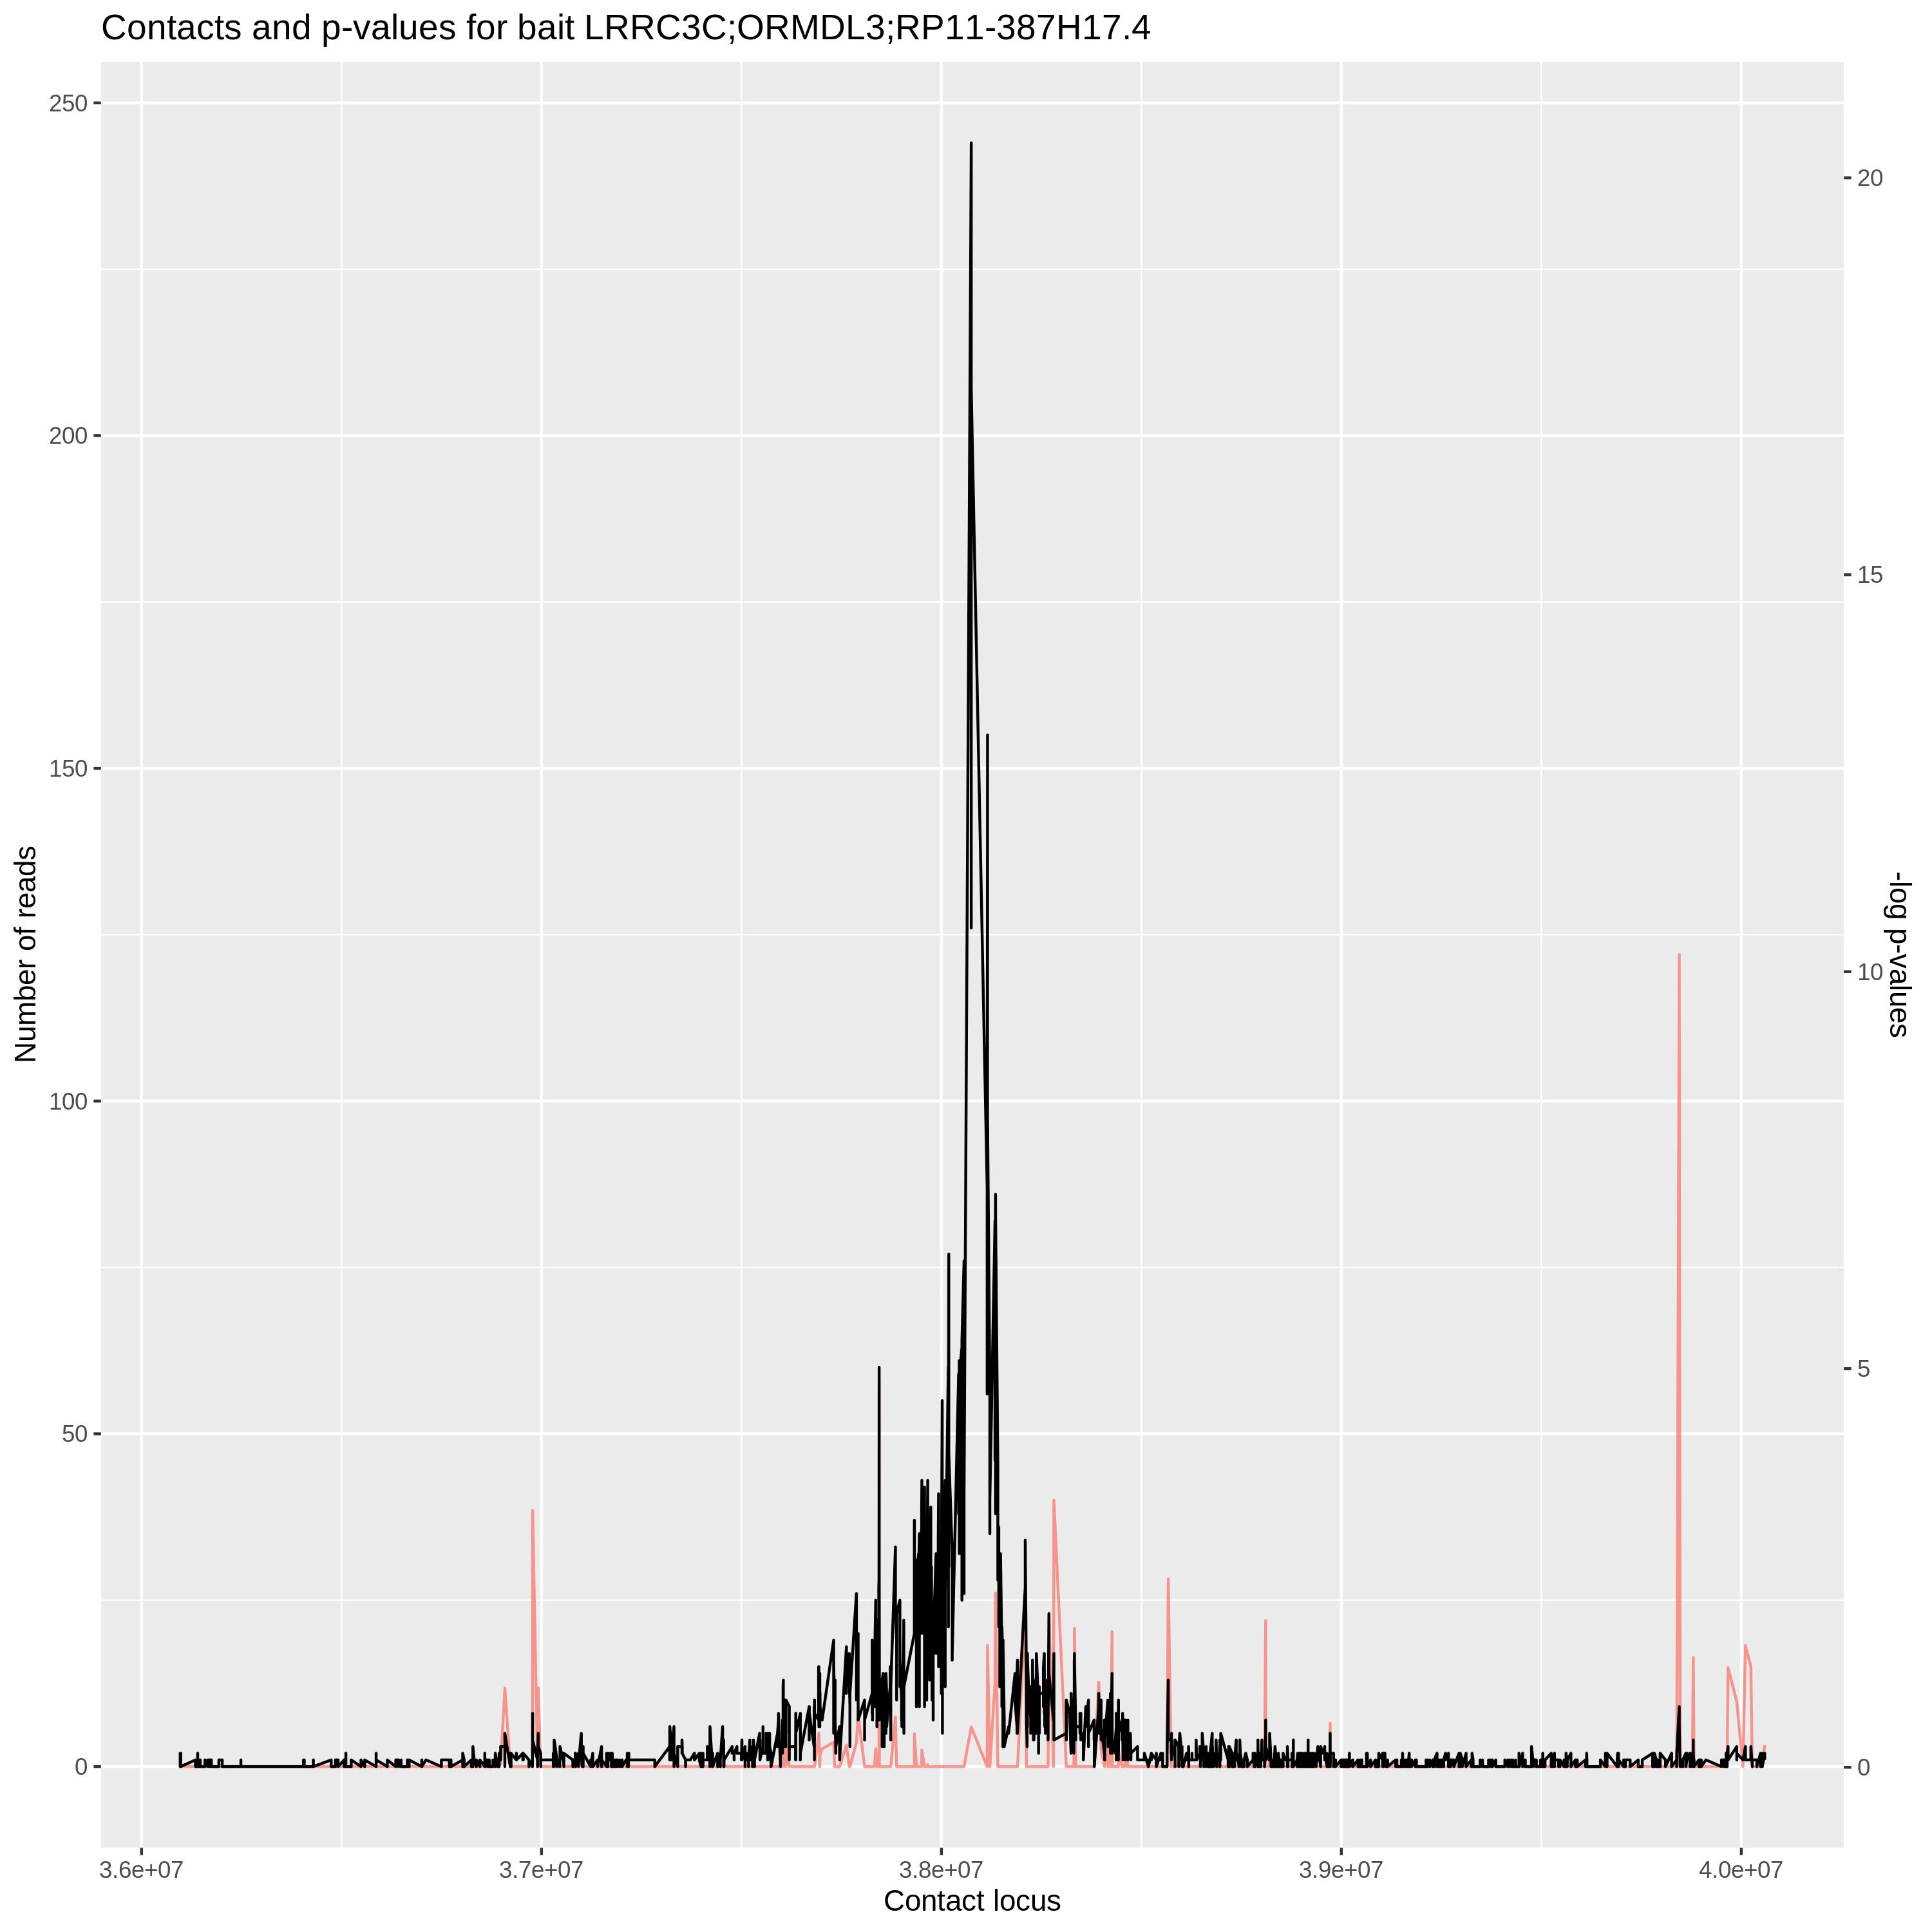 Contacts and p-values for bait LRRC3C;ORMDL3;RP11-387H17.4
250
200
150
100
50
0
Number of reads
20
15
10
5
0
-log p-values
3.6e+07 3.7e+07 3.8e+07 3.9e+07 4.0e+07
Contact locus